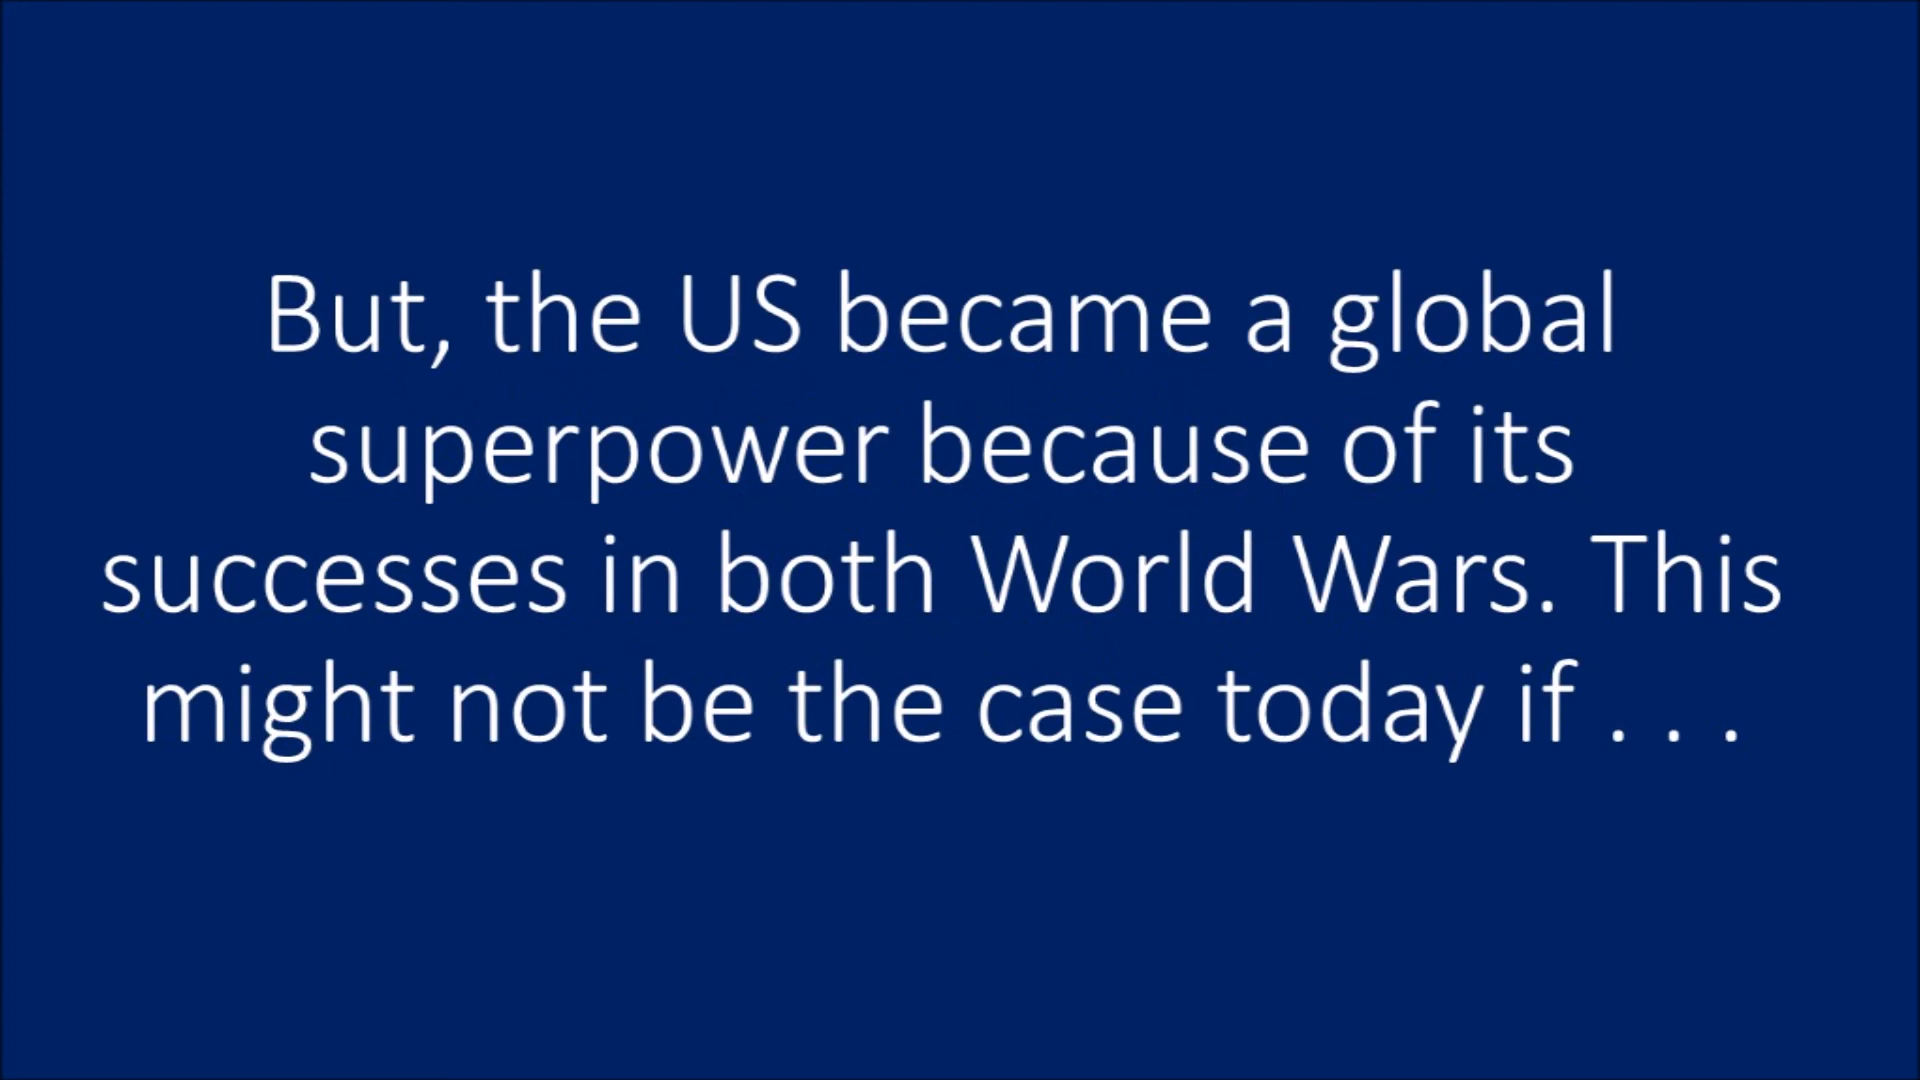 But, the US became a global
superpower because of its
successes in both World Wars. This
might not be the case today if . . .